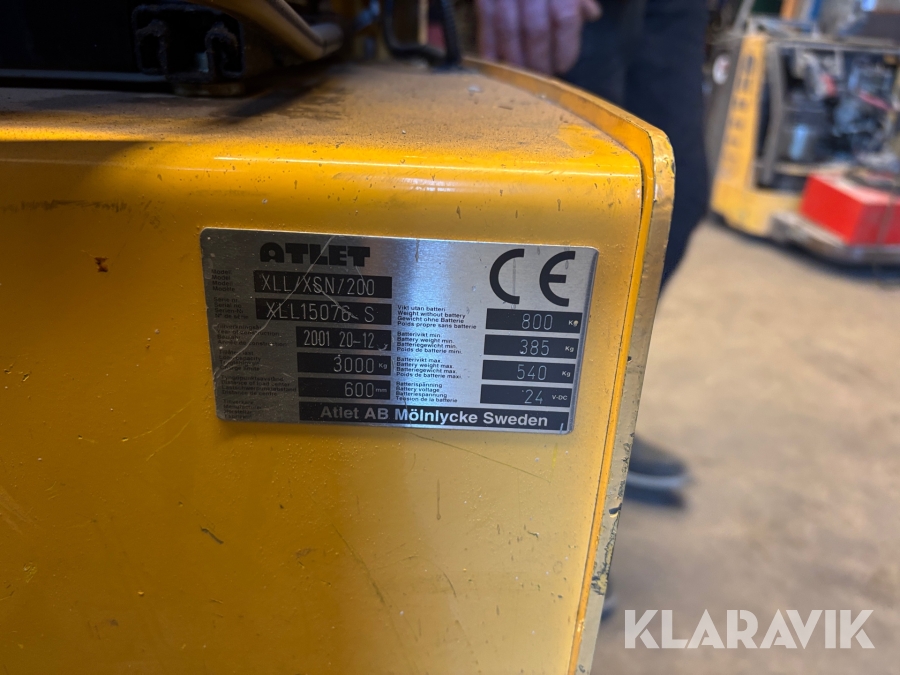 ATLET
CE
Model
XLL/XSN/200
XLL15076-S
2001 20-12
3000 Kg
600 mm
Vikt utan batteri
Weight without battery
Gewicht ohne Batterie
Poids propre sans batterie
800 Kg
Batterivikt min.
Battery weight min.
Batteriegewicht min.
Poids de batterie mini.
385 Kg
Batterivikt max.
Battery weight max.
Batteriegewicht max.
Poids de batterie maxi.
540 Kg
Batterispänning
Battery voltage
Batteriespannung
Tension de la batterie
24 V-DC
Atlet AB Mölnlycke Sweden
KLARAVIK